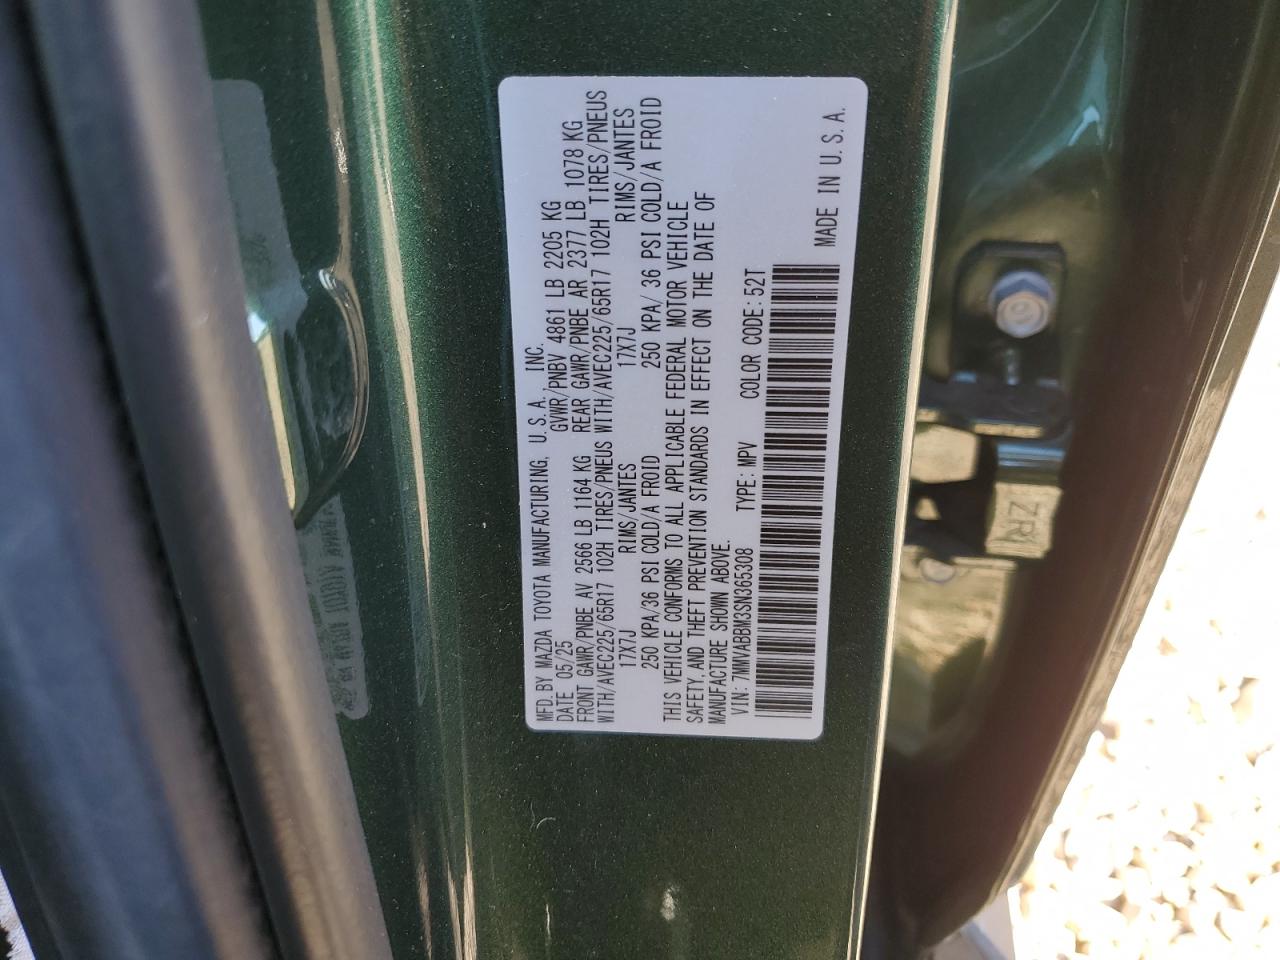 MFD. BY MAZDA TOYOTA MANUFACTURING, U. S. A., INC.
DATE 05/25 GVWR/PNBV 4861 LB 2205 KG
FRONT GAWR/PNBE AV 2566 LB 1164 KG REAR GAWR/PNBE AR 2377 LB 1078 KG
WITH/AVEC225/65R17 102H TIRES/PNEUS WITH/AVEC225/65R17 102H TIRES/PNEUS
17X7J RIMS/JANTES 17X7J RIMS/JANTES
250 KPA/36 PSI COLD/A FROID 250 KPA/ 36 PSI COLD/A FROID
THIS VEHICLE CONFORMS TO ALL APPLICABLE FEDERAL MOTOR VEHICLE
SAFETY, AND THEFT PREVENTION STANDARDS IN EFFECT ON THE DATE OF
MANUFACTURE SHOWN ABOVE.
VIN: 7MMVABBM3SN365308 TYPE: MPV COLOR CODE: 52T
MADE IN U. S. A.